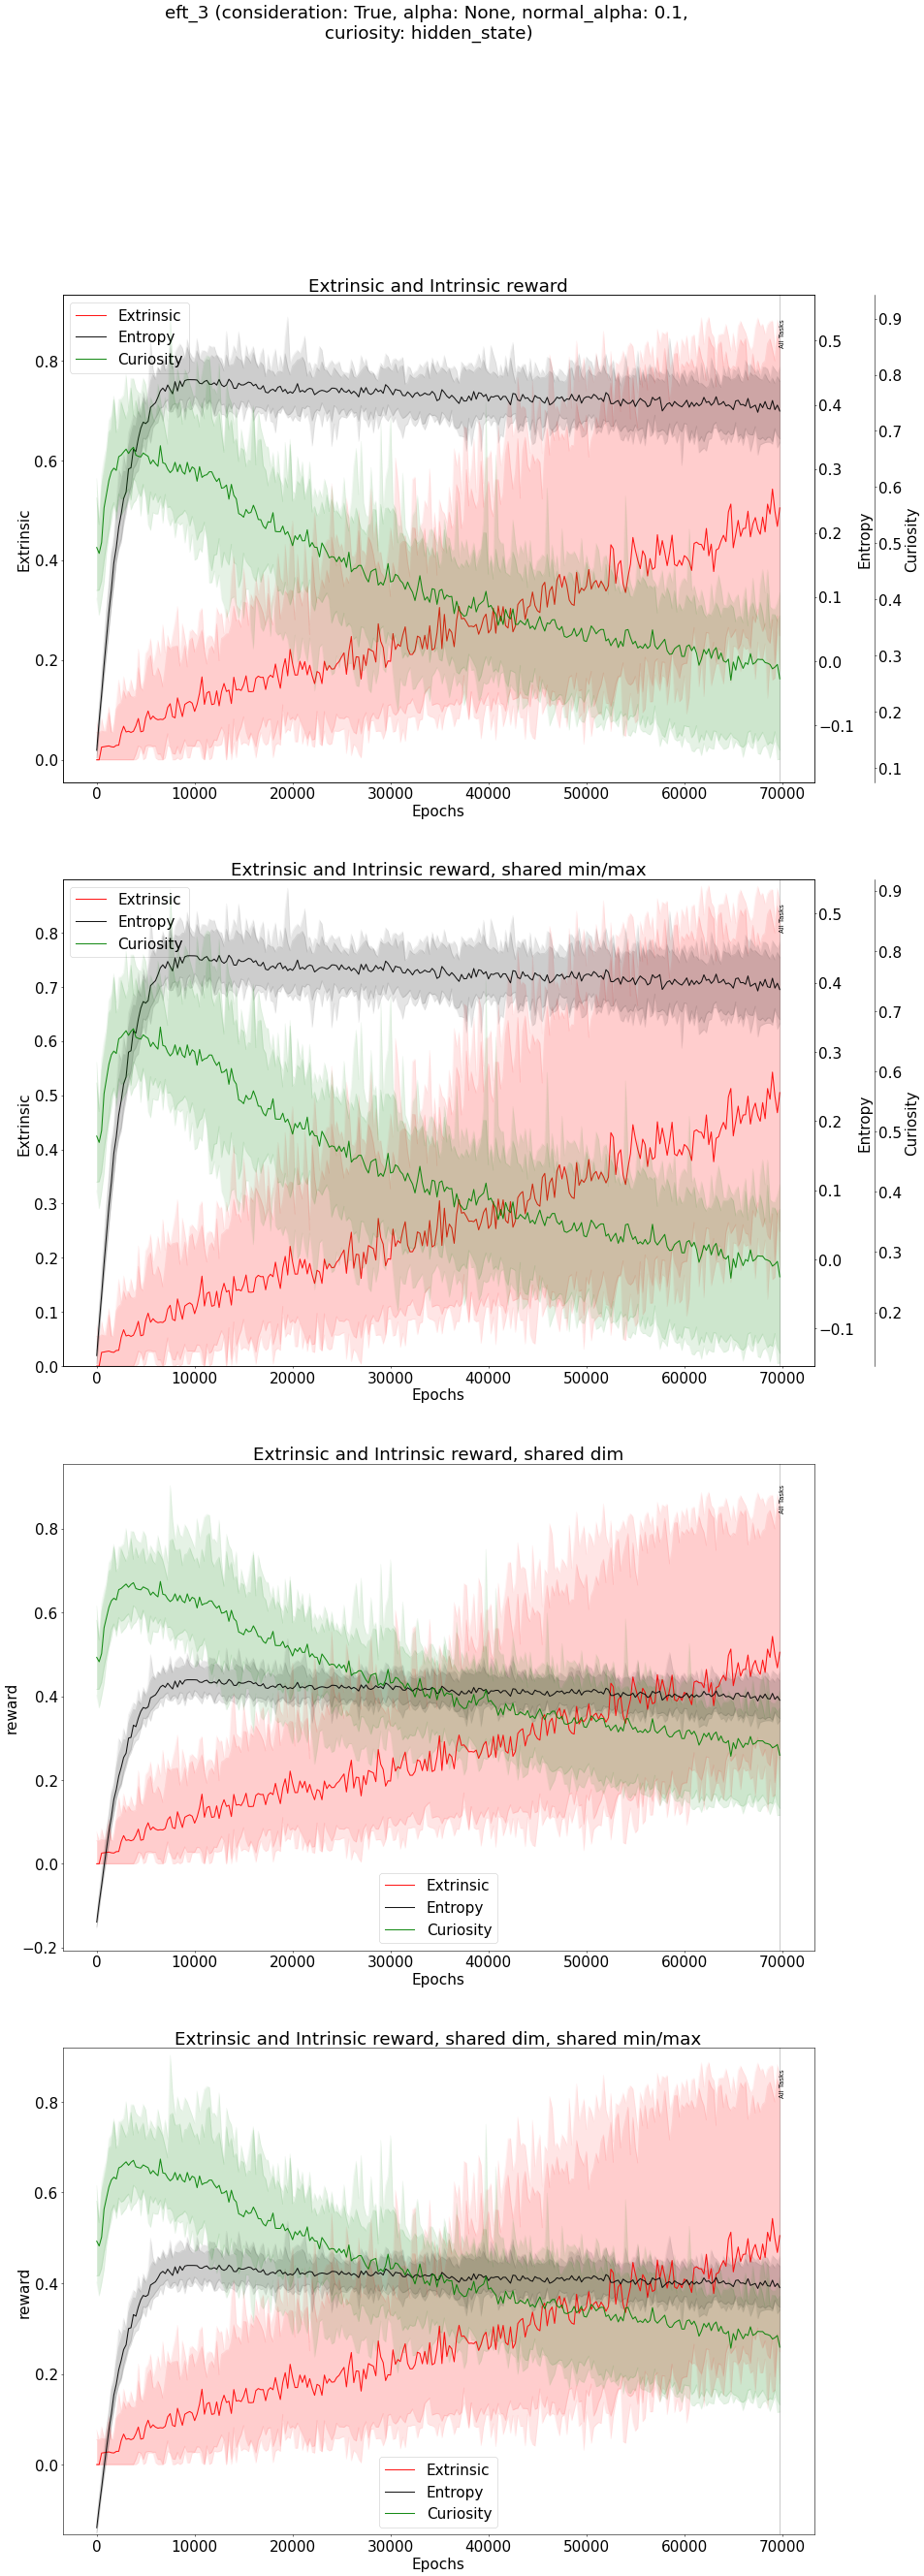 eft_3 (consideration: True, alpha: None, normal_alpha: 0.1,
curiosity: hidden_state)
Extrinsic and Intrinsic reward
Extrinsic
Entropy
Curiosity
All Tasks
0.8
0.6
0.4
0.2
0.0
Extrinsic
0.5
0.4
0.3
0.2
0.1
0.0
−0.1
Entropy
0.9
0.8
0.7
0.6
0.5
0.4
0.3
0.2
0.1
Curiosity
0 10000 20000 30000 40000 50000 60000 70000
Epochs
Extrinsic and Intrinsic reward, shared min/max
Extrinsic
Entropy
Curiosity
All Tasks
0.8
0.7
0.6
0.5
0.4
0.3
0.2
0.1
0.0
Extrinsic
0.5
0.4
0.3
0.2
0.1
0.0
−0.1
Entropy
0.9
0.8
0.7
0.6
0.5
0.4
0.3
0.2
Curiosity
0 10000 20000 30000 40000 50000 60000 70000
Epochs
Extrinsic and Intrinsic reward, shared dim
All Tasks
0.8
0.6
0.4
0.2
0.0
−0.2
reward
Extrinsic
Entropy
Curiosity
0 10000 20000 30000 40000 50000 60000 70000
Epochs
Extrinsic and Intrinsic reward, shared dim, shared min/max
All Tasks
0.8
0.6
0.4
0.2
0.0
reward
Extrinsic
Entropy
Curiosity
0 10000 20000 30000 40000 50000 60000 70000
Epochs